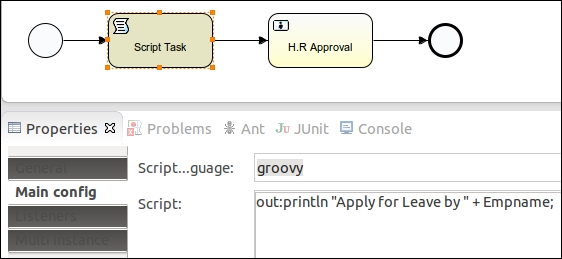 Script Task
H.R Approval
Properties
Problems
Ant
JUnit
Console
General
Script...guage:
groovy
Main config
Script:
out:println "Apply for Leave by " + Empname;
Listeners
Multi instance